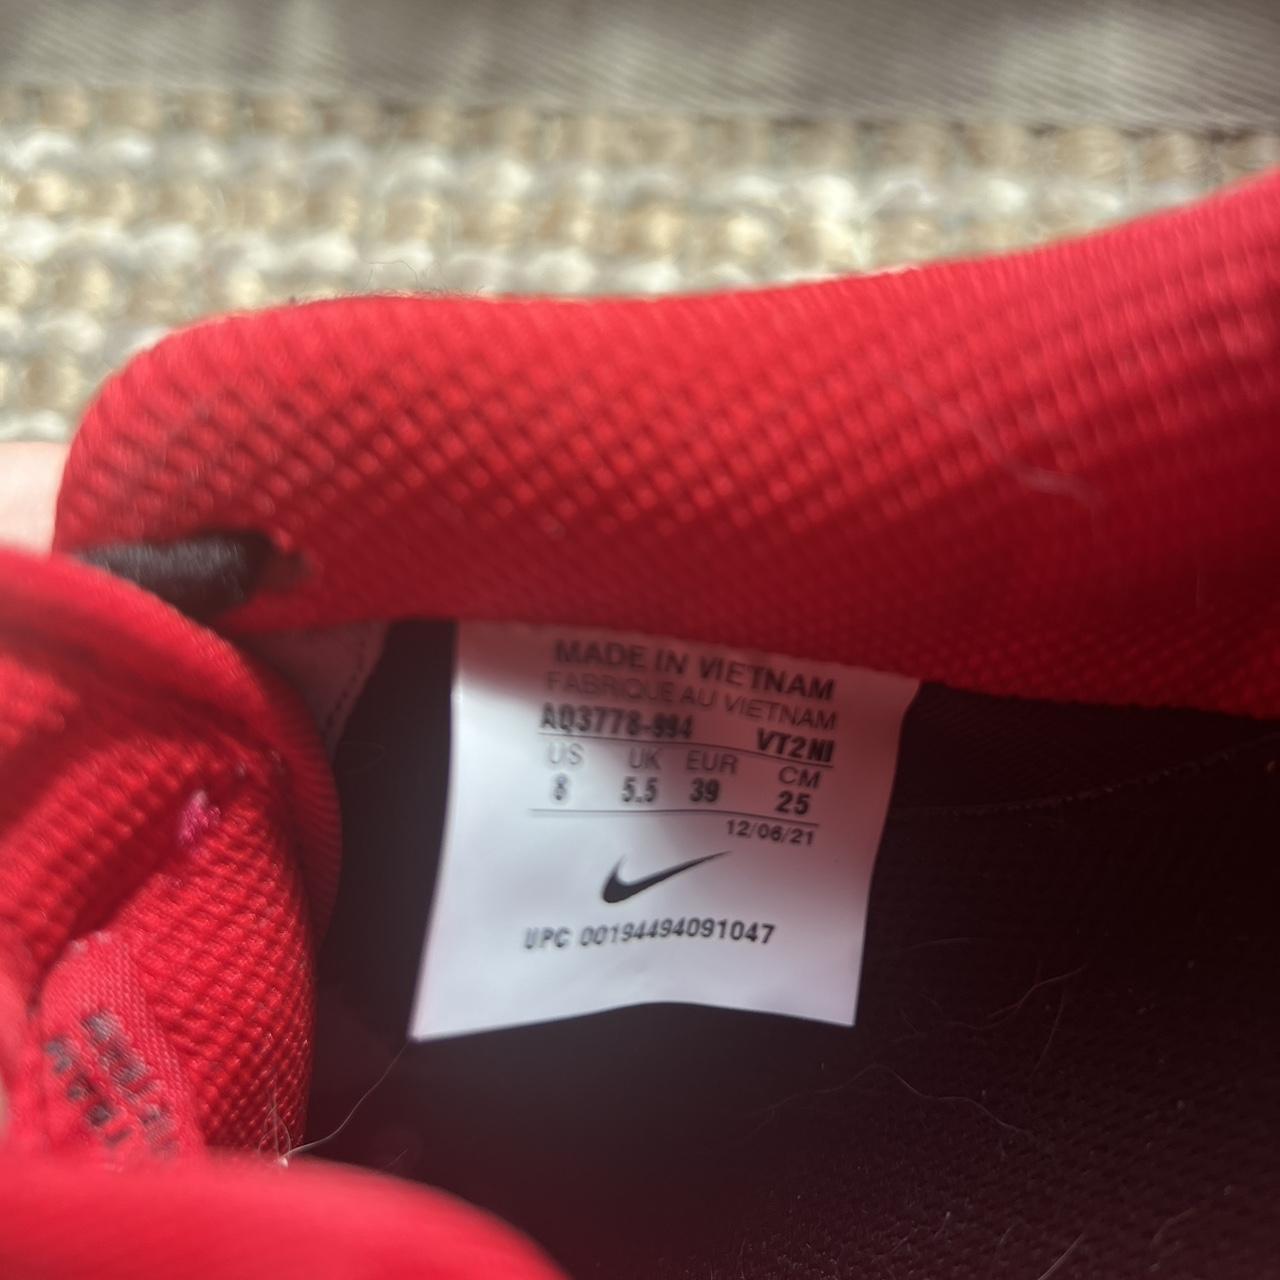 MADE IN VIETNAM
FABRIQUE AU VIETNAM
AQ3778-994 VT2NI
US UK EUR CM
8 5.5 39 25
12/06/21
UPC 00194494091047